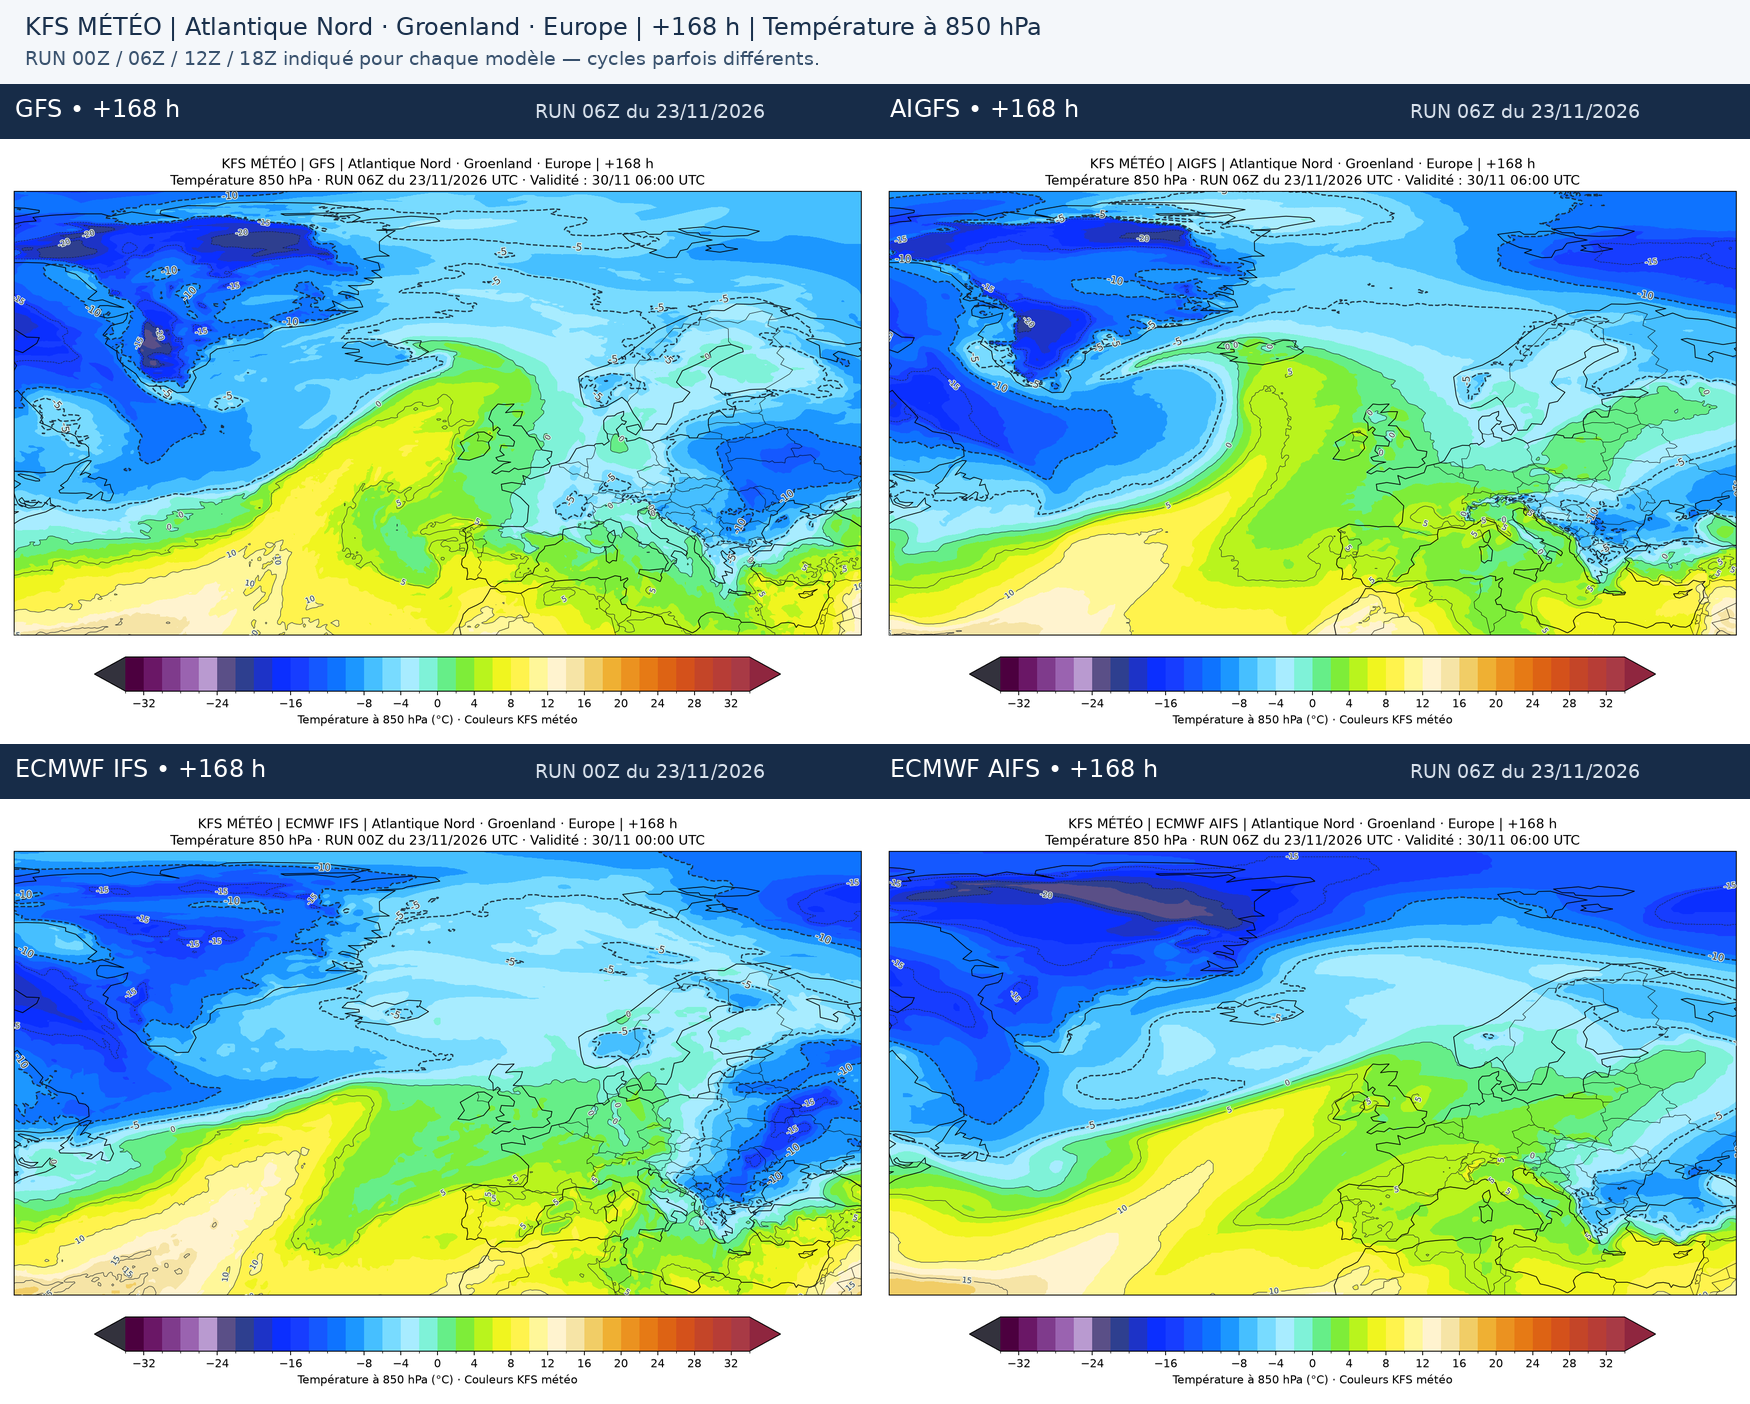 KFS MÉTÉO | Atlantique Nord · Groenland · Europe | +168 h | Température à 850 hPa
RUN 00Z / 06Z / 12Z / 18Z indiqué pour chaque modèle — cycles parfois différents.
GFS • +168 h
RUN 06Z du 23/11/2026
AIGFS • +168 h
RUN 06Z du 23/11/2026
KFS MÉTÉO | GFS | Atlantique Nord · Groenland · Europe | +168 h
Température 850 hPa · RUN 06Z du 23/11/2026 UTC · Validité : 30/11 06:00 UTC
KFS MÉTÉO | AIGFS | Atlantique Nord · Groenland · Europe | +168 h
Température 850 hPa · RUN 06Z du 23/11/2026 UTC · Validité : 30/11 06:00 UTC
−32 −24 −16 −8 −4 0 4 8 12 16 20 24 28 32
Température à 850 hPa (°C) · Couleurs KFS météo
−32 −24 −16 −8 −4 0 4 8 12 16 20 24 28 32
Température à 850 hPa (°C) · Couleurs KFS météo
ECMWF IFS • +168 h
RUN 00Z du 23/11/2026
ECMWF AIFS • +168 h
RUN 06Z du 23/11/2026
KFS MÉTÉO | ECMWF IFS | Atlantique Nord · Groenland · Europe | +168 h
Température 850 hPa · RUN 00Z du 23/11/2026 UTC · Validité : 30/11 00:00 UTC
KFS MÉTÉO | ECMWF AIFS | Atlantique Nord · Groenland · Europe | +168 h
Température 850 hPa · RUN 06Z du 23/11/2026 UTC · Validité : 30/11 06:00 UTC
−32 −24 −16 −8 −4 0 4 8 12 16 20 24 28 32
Température à 850 hPa (°C) · Couleurs KFS météo
−32 −24 −16 −8 −4 0 4 8 12 16 20 24 28 32
Température à 850 hPa (°C) · Couleurs KFS météo